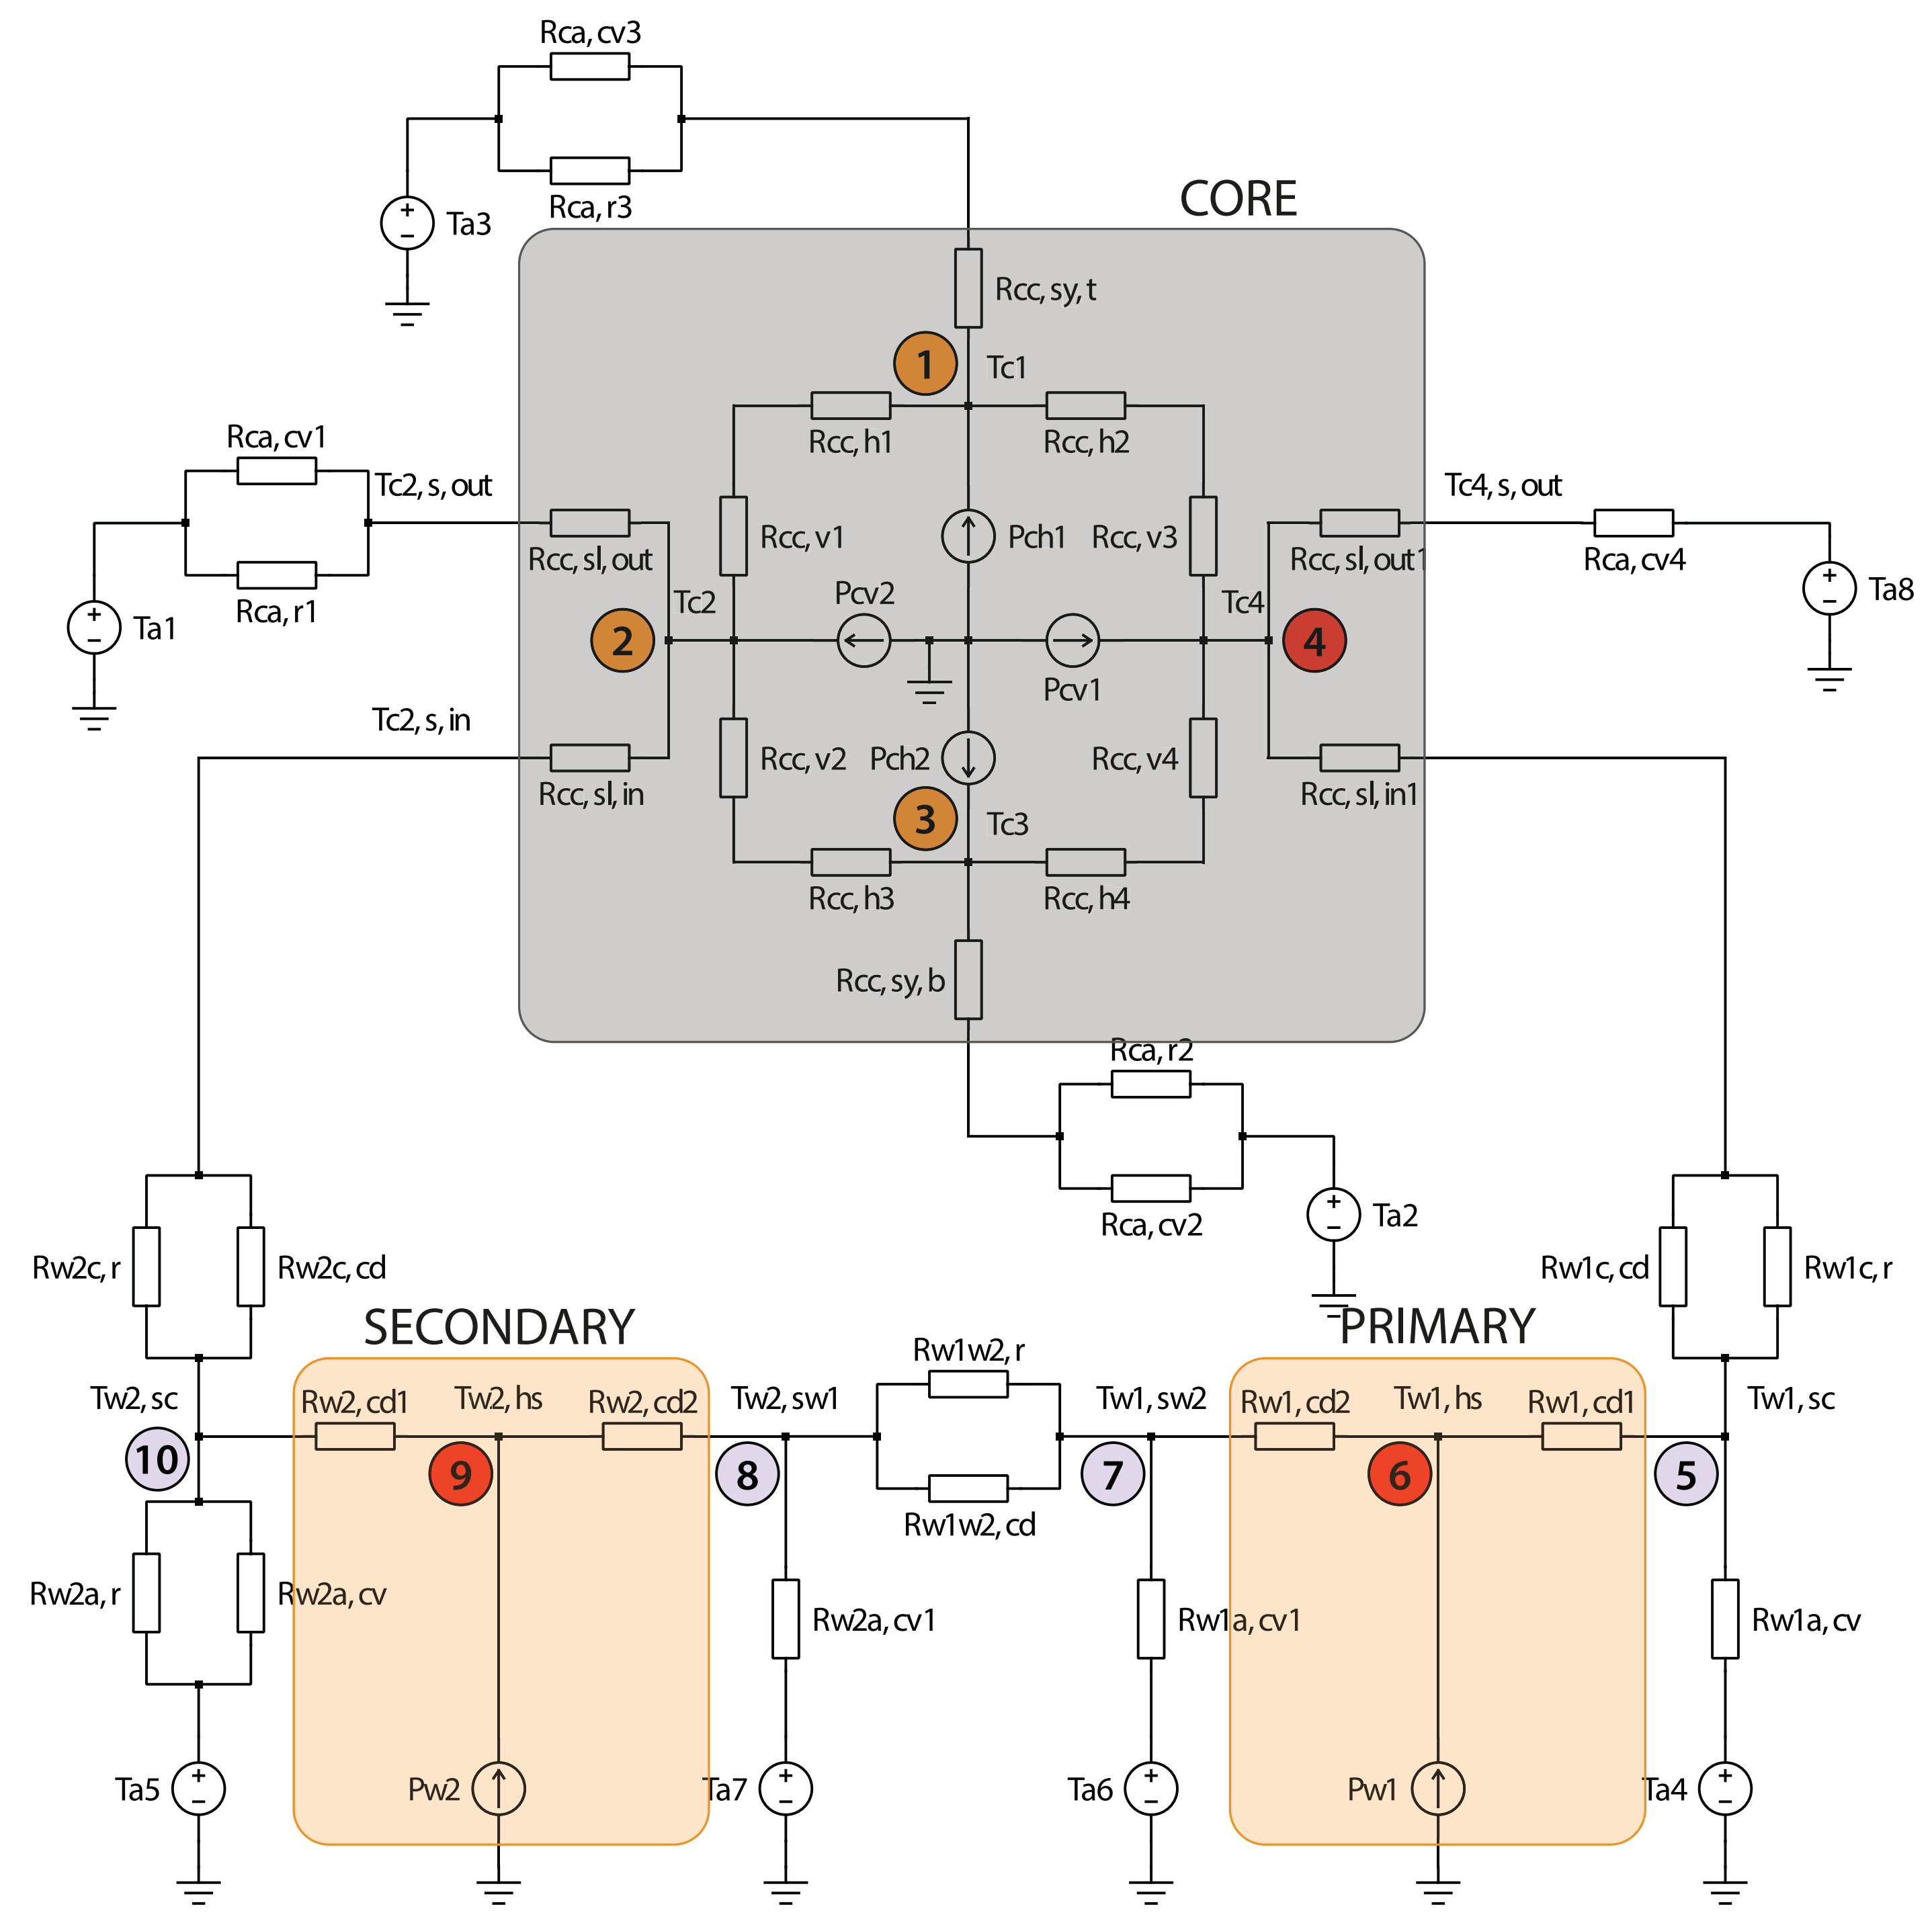 Rca, cv3
Rca, r3
Ta3
CORE
Rcc, sy, t
1
Tc1
Rcc, h1
Rcc, h2
Rca, cv1
Tc2, s, out
Tc4, s, out
Rca, r1
Ta1
Rcc, sl, out
Rcc, v1
Pch1
Rcc, v3
Rcc, sl, out1
Rca, cv4
Ta8
Tc2
Pcv2
Tc4
2
4
Pcv1
Tc2, s, in
Rcc, sl, in
Rcc, v2
Pch2
Rcc, v4
Rcc, sl, in1
3
Tc3
Rcc, h3
Rcc, h4
Rcc, sy, b
Rca, r2
Rca, cv2
Ta2
Rw2c, r
Rw2c, cd
Rw1c, cd
Rw1c, r
SECONDARY
PRIMARY
Rw1w2, r
Tw2, sc
Rw2, cd1
Tw2, hs
Rw2, cd2
Tw2, sw1
Tw1, sw2
Rw1, cd2
Tw1, hs
Rw1, cd1
Tw1, sc
10
9
8
7
6
5
Rw1w2, cd
Rw2a, r
Rw2a, cv
Rw2a, cv1
Rw1a, cv1
Rw1a, cv
Ta5
Pw2
Ta7
Ta6
Pw1
Ta4
+
−
+
−
+
−
+
−
+
−
+
−
+
−
+
−